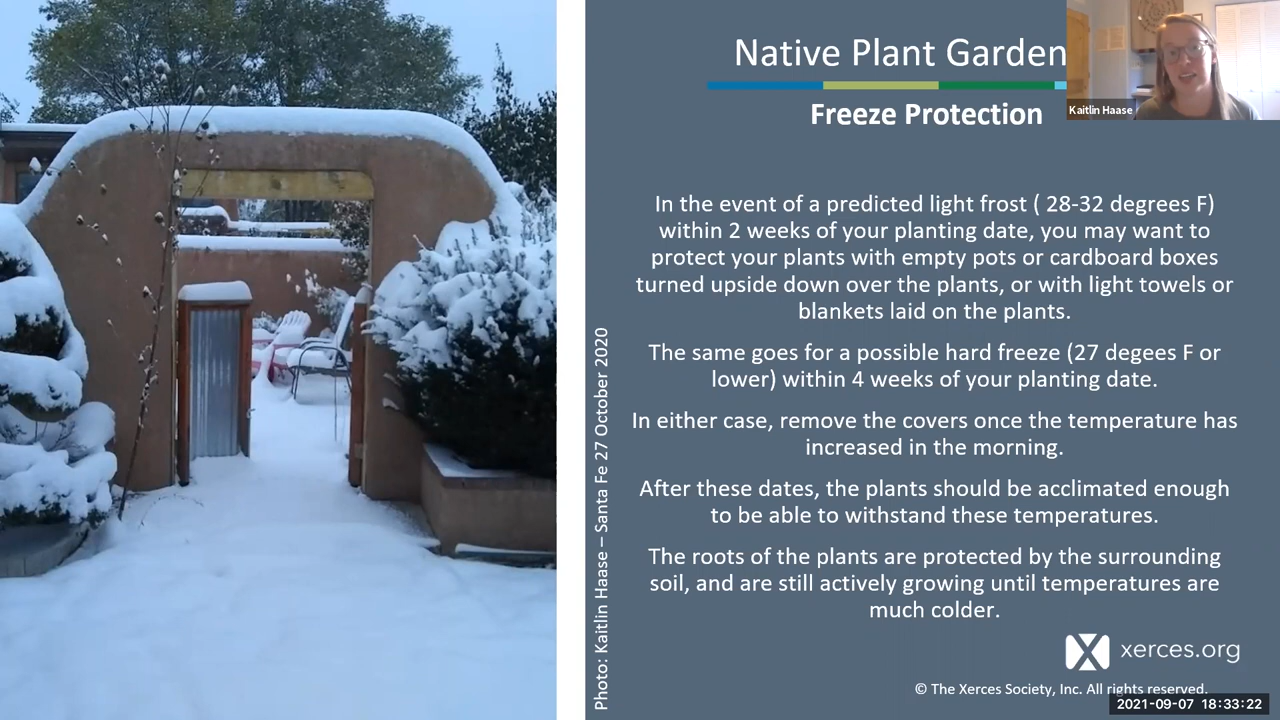 Native Plant Garden
Freeze Protection
Kaitlin Haase
In the event of a predicted light frost ( 28-32 degrees F)
within 2 weeks of your planting date, you may want to
protect your plants with empty pots or cardboard boxes
turned upside down over the plants, or with light towels or
blankets laid on the plants.
The same goes for a possible hard freeze (27 degees F or
lower) within 4 weeks of your planting date.
In either case, remove the covers once the temperature has
increased in the morning.
After these dates, the plants should be acclimated enough
to be able to withstand these temperatures.
The roots of the plants are protected by the surrounding
soil, and are still actively growing until temperatures are
much colder.
Photo: Kaitlin Haase – Santa Fe 27 October 2020
xerces.org
© The Xerces Society, Inc. All rights reserved.
2021-09-07 18:33:22